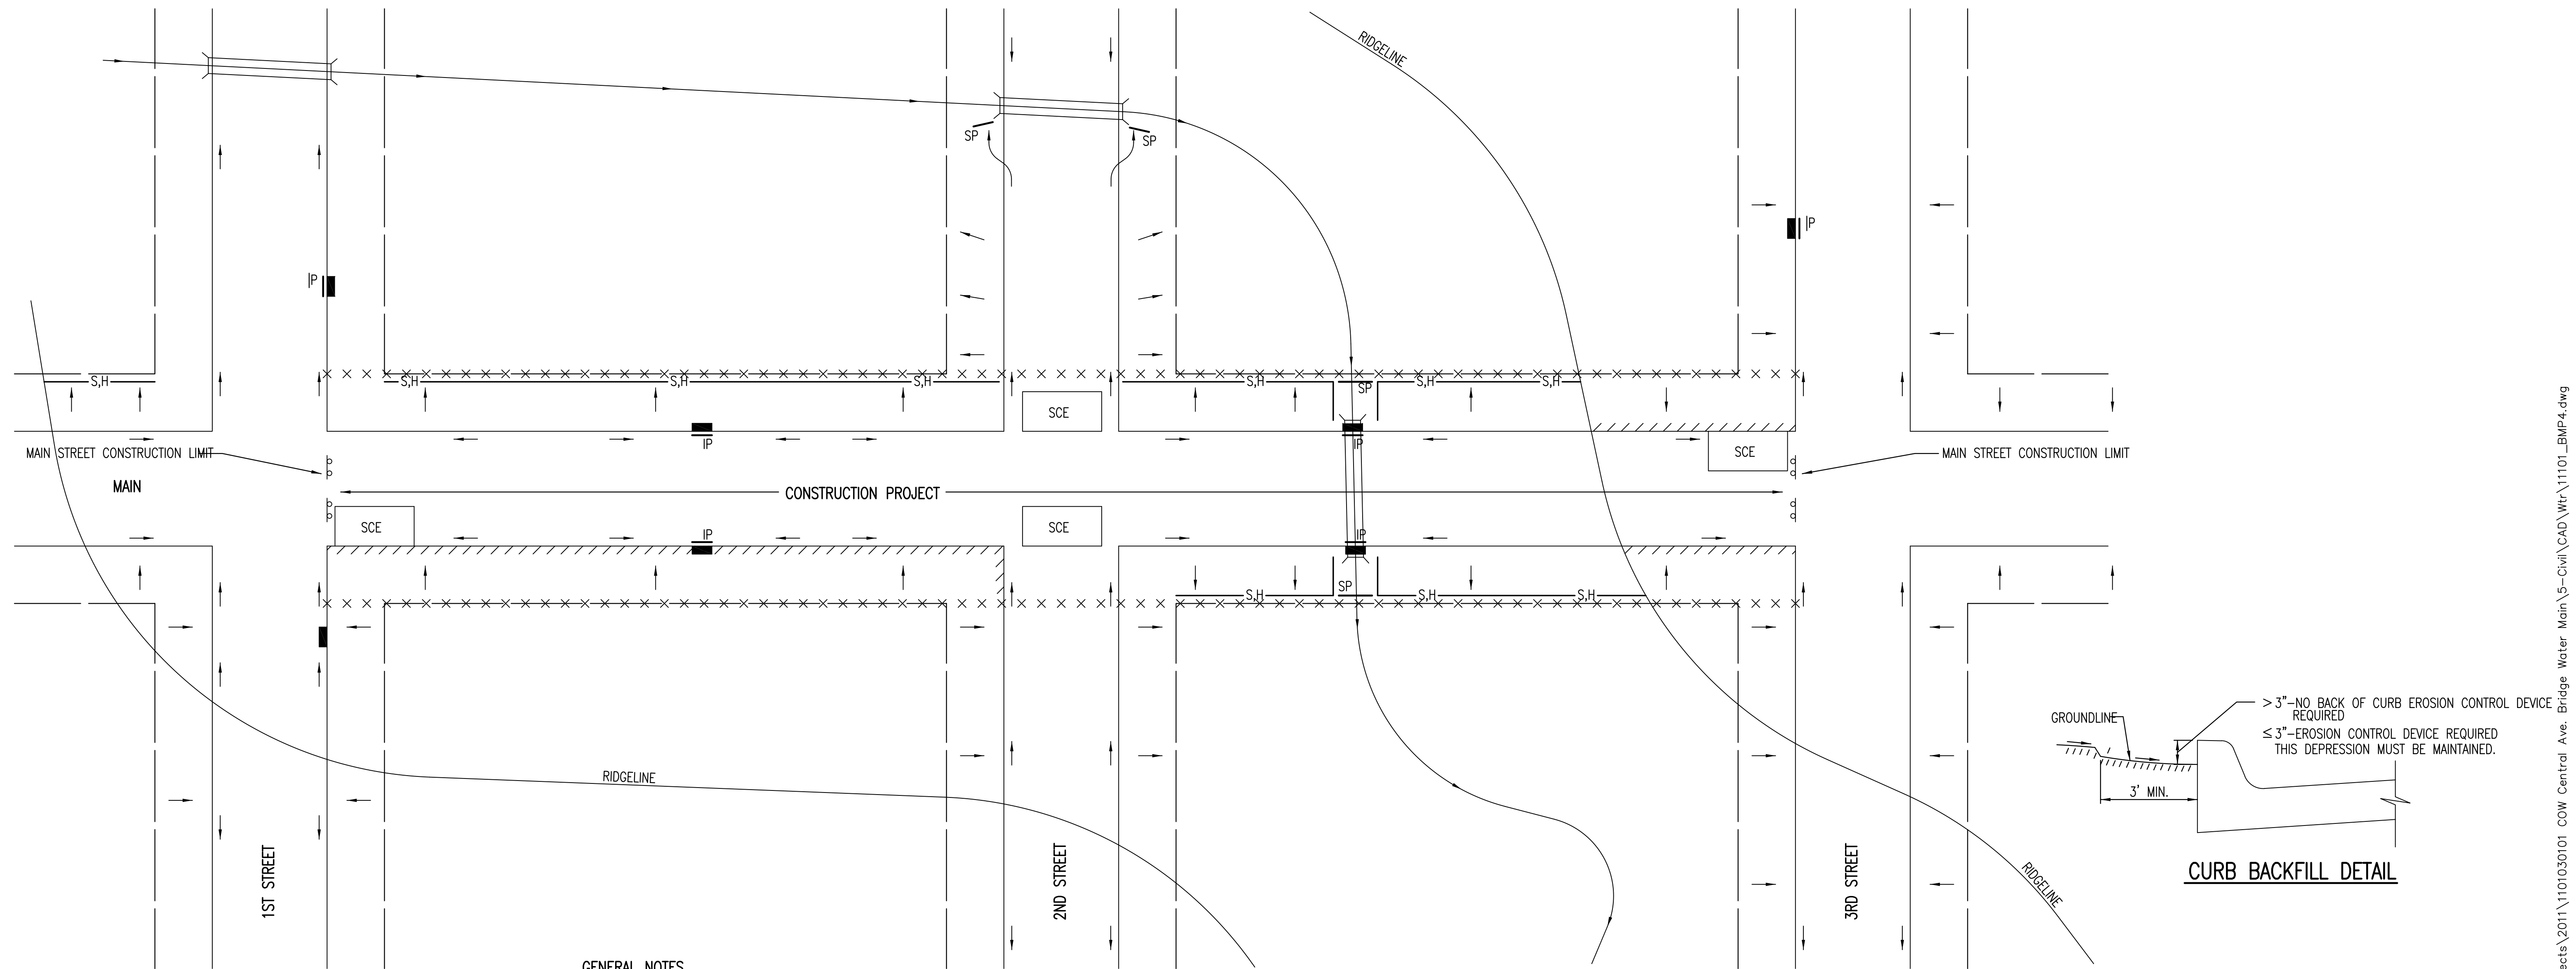 RIDGELINE
SP
SP
IP
IP
S,H
S,H
S,H
S,H
S,H
SP
S,H
S,H
SCE
IP
IP
SCE
MAIN STREET CONSTRUCTION LIMIT
MAIN STREET CONSTRUCTION LIMIT
MAIN
CONSTRUCTION PROJECT
SCE
SCE
IP
IP
SP
S,H
S,H
S,H
RIDGELINE
RIDGELINE
1ST STREET
2ND STREET
3RD STREET
GENERAL NOTES
GROUNDLINE
>3"-NO BACK OF CURB EROSION CONTROL DEVICE
REQUIRED
≤3"-EROSION CONTROL DEVICE REQUIRED
THIS DEPRESSION MUST BE MAINTAINED.
3' MIN.
CURB BACKFILL DETAIL
ects\2011\1101030101 COW Central Ave. Bridge Water Main\5-Civil\CAD\Wtr\11101_BMP4.dwg